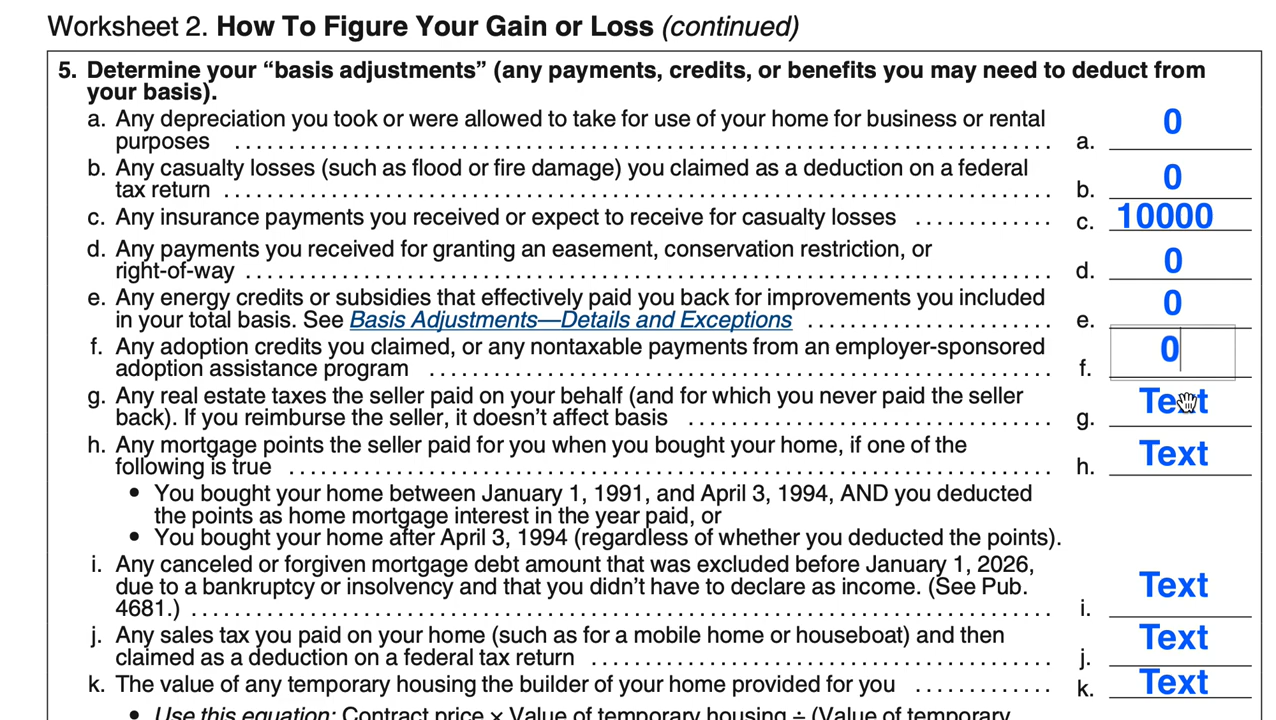 Worksheet 2. How To Figure Your Gain or Loss (continued)
5. Determine your “basis adjustments” (any payments, credits, or benefits you may need to deduct from
your basis).
a. Any depreciation you took or were allowed to take for use of your home for business or rental
purposes a. 0
b. Any casualty losses (such as flood or fire damage) you claimed as a deduction on a federal
tax return b. 0
c. Any insurance payments you received or expect to receive for casualty losses c. 10000
d. Any payments you received for granting an easement, conservation restriction, or
right-of-way d. 0
e. Any energy credits or subsidies that effectively paid you back for improvements you included
in your total basis. See Basis Adjustments—Details and Exceptions e. 0
f. Any adoption credits you claimed, or any nontaxable payments from an employer-sponsored
adoption assistance program f. 0
g. Any real estate taxes the seller paid on your behalf (and for which you never paid the seller
back). If you reimburse the seller, it doesn’t affect basis g. Text
h. Any mortgage points the seller paid for you when you bought your home, if one of the
following is true h. Text
• You bought your home between January 1, 1991, and April 3, 1994, AND you deducted
the points as home mortgage interest in the year paid, or
• You bought your home after April 3, 1994 (regardless of whether you deducted the points).
i. Any canceled or forgiven mortgage debt amount that was excluded before January 1, 2026,
due to a bankruptcy or insolvency and that you didn’t have to declare as income. (See Pub.
4681.) i. Text
j. Any sales tax you paid on your home (such as for a mobile home or houseboat) and then
claimed as a deduction on a federal tax return j. Text
k. The value of any temporary housing the builder of your home provided for you k. Text
• Use this equation: Contract price × Value of temporary housing ÷ (Value of temporary